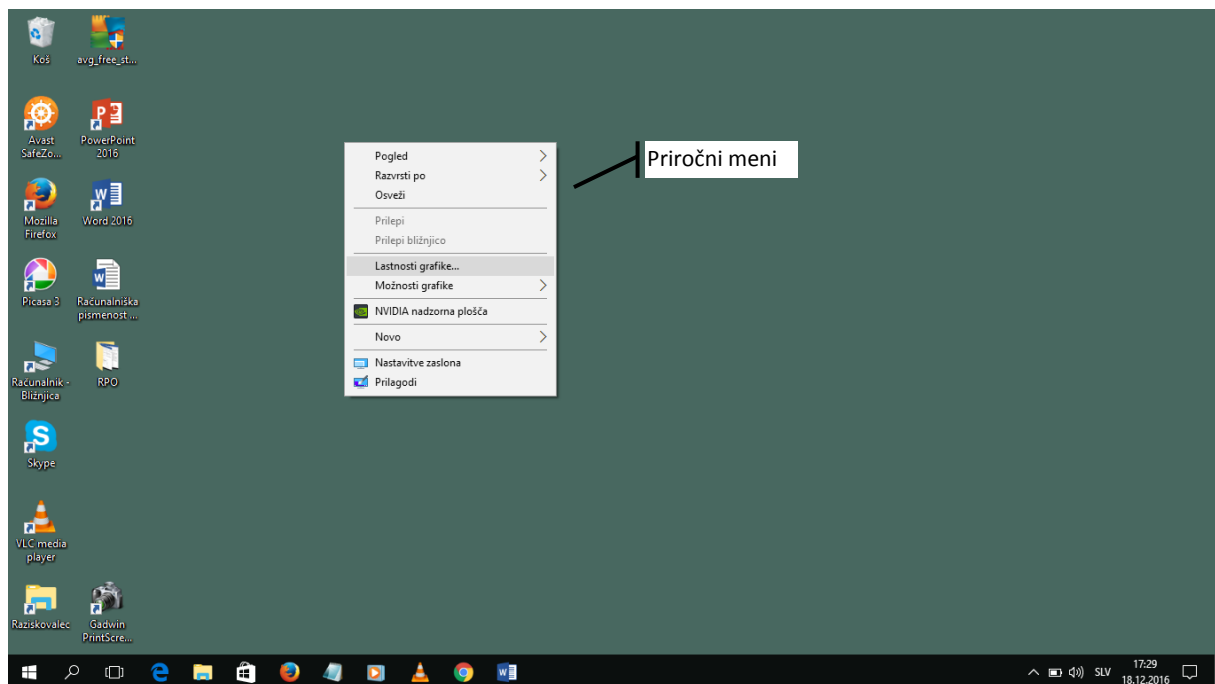 Koš
avg_free_st...
Avast
SafeZo...
PowerPoint
2016
Mozilla
Firefox
Word 2016
Picasa 3
Računalniška
pismenost ...
Računalnik -
Bližnjica
RPO
Skype
VLC media
player
Raziskovalec
Gadwin
PrintScre...
Pogled
Razvrsti po
Osveži
Prilepi
Prilepi bližnjico
Lastnosti grafike...
Možnosti grafike
NVIDIA nadzorna plošča
Novo
Nastavitve zaslona
Prilagodi
Priročni meni
SLV
17:29
18.12.2016